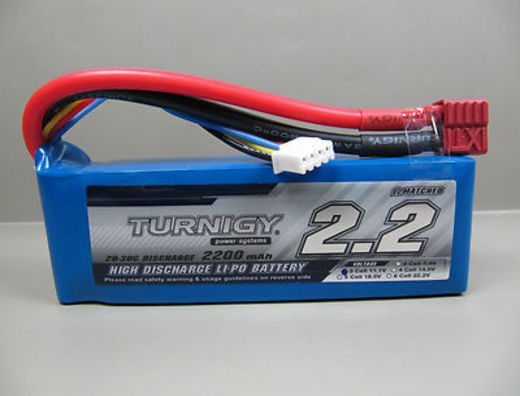 TURNIGY
IR MATCHED
TURNIGY.
power systems
2.2
20-30C DISCHARGE 2200 mAh
HIGH DISCHARGE LI-PO BATTERY
Please read safety warning & usage guidelines on reverse side
VOLTAGE
2 Cell 7.4V
3 Cell 11.1V 4 Cell 14.8V
5 Cell 18.5V 6 Cell 22.2V